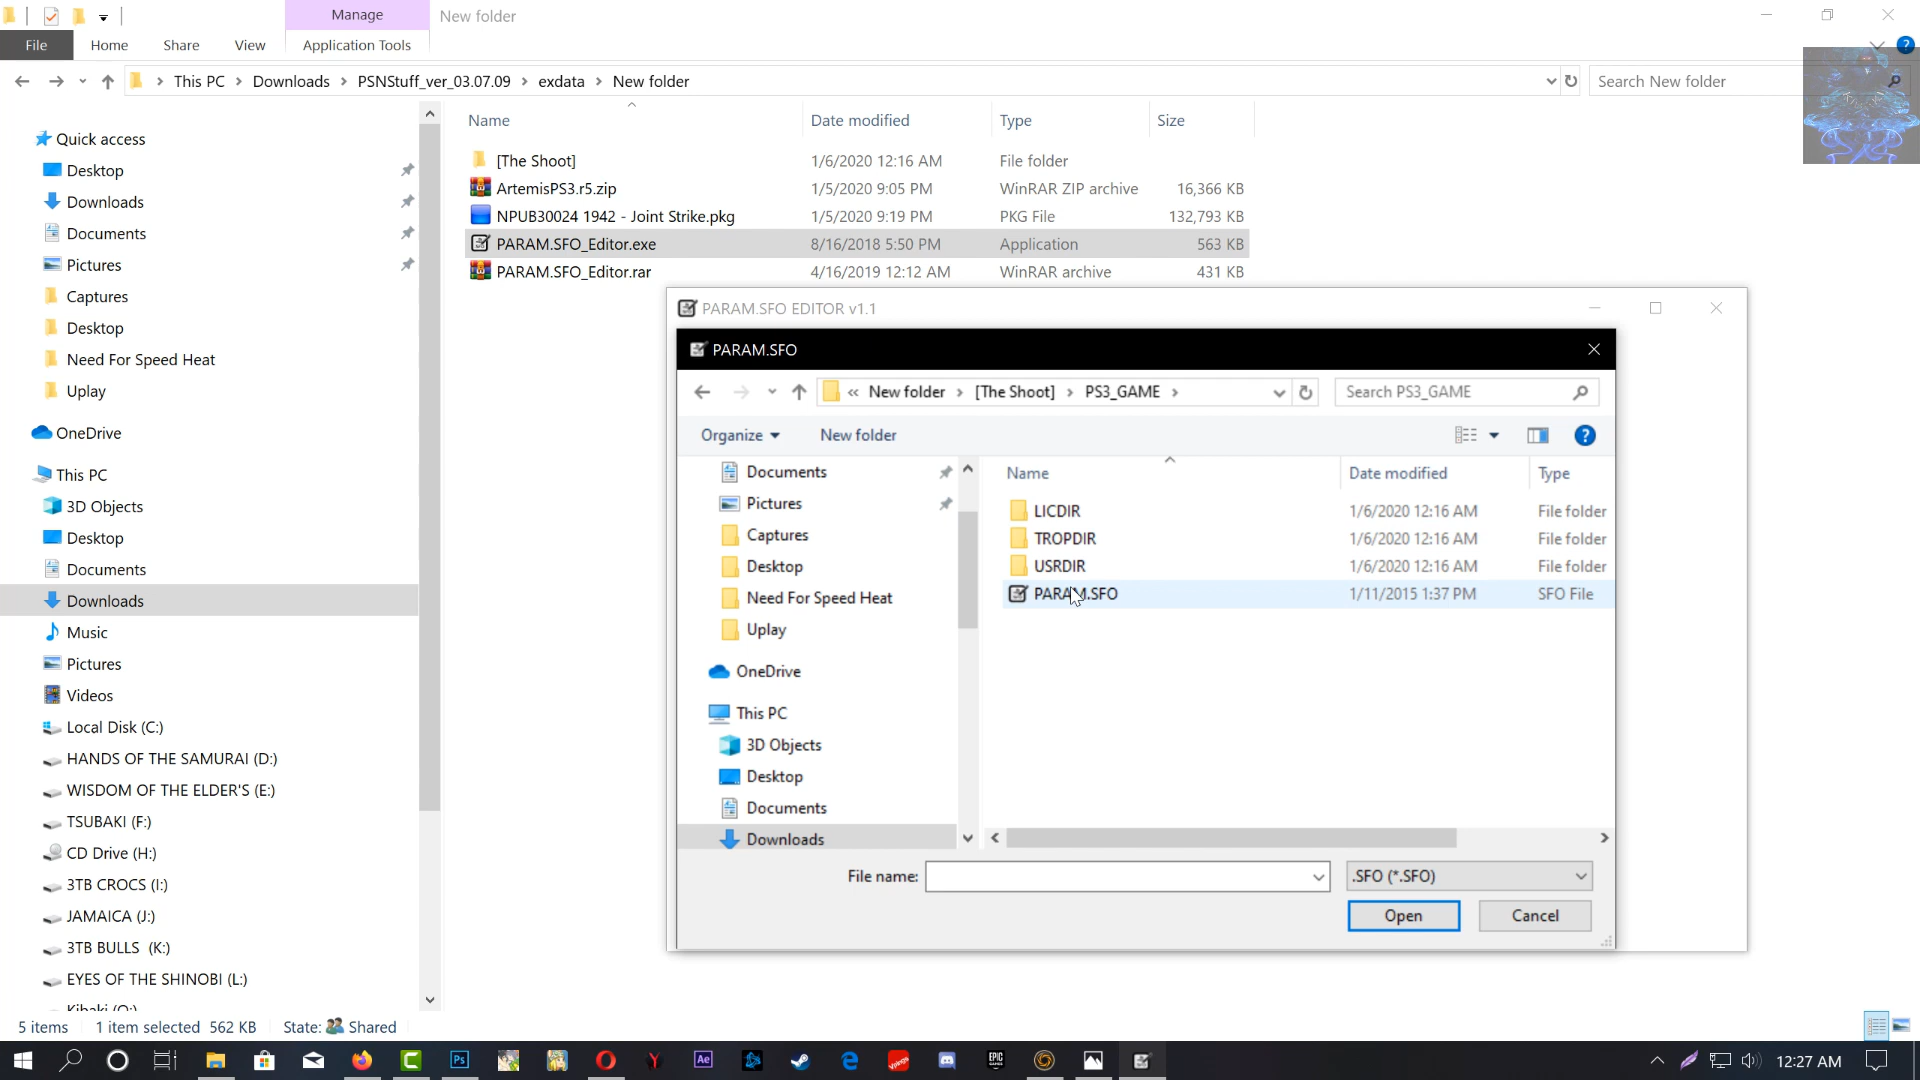 Manage
New folder
File
Home
Share
View
Application Tools
This PC
Downloads
PSNStuff_ver_03.07.09
exdata
New folder
Search New folder
Name
Date modified
Type
Size
[The Shoot]
1/6/2020 12:16 AM
File folder
ArtemisPS3.r5.zip
1/5/2020 9:05 PM
WinRAR ZIP archive
16,366 KB
NPUB30024 1942 - Joint Strike.pkg
1/5/2020 9:19 PM
PKG File
132,793 KB
PARAM.SFO_Editor.exe
8/16/2018 5:50 PM
Application
563 KB
PARAM.SFO_Editor.rar
4/16/2019 12:12 AM
WinRAR archive
431 KB
Quick access
Desktop
Downloads
Documents
Pictures
Captures
Desktop
Need For Speed Heat
Uplay
OneDrive
This PC
3D Objects
Desktop
Documents
Downloads
Music
Pictures
Videos
Local Disk (C:)
HANDS OF THE SAMURAI (D:)
WISDOM OF THE ELDER'S (E:)
TSUBAKI (F:)
CD Drive (H:)
3TB CROCS (I:)
JAMAICA (J:)
3TB BULLS (K:)
EYES OF THE SHINOBI (L:)
PARAM.SFO EDITOR v1.1
PARAM.SFO
« New folder
[The Shoot]
PS3_GAME
Search PS3_GAME
Organize
New folder
Documents
Pictures
Captures
Desktop
Need For Speed Heat
Uplay
OneDrive
This PC
3D Objects
Desktop
Documents
Downloads
Name
Date modified
Type
LICDIR
1/6/2020 12:16 AM
File folder
TROPDIR
1/6/2020 12:16 AM
File folder
USRDIR
1/6/2020 12:16 AM
File folder
PARAM.SFO
1/11/2015 1:37 PM
SFO File
File name:
.SFO (*.SFO)
Open
Cancel
5 items
1 item selected 562 KB
State:
Shared
Ps
Ae
EPIC GAMES
12:27 AM